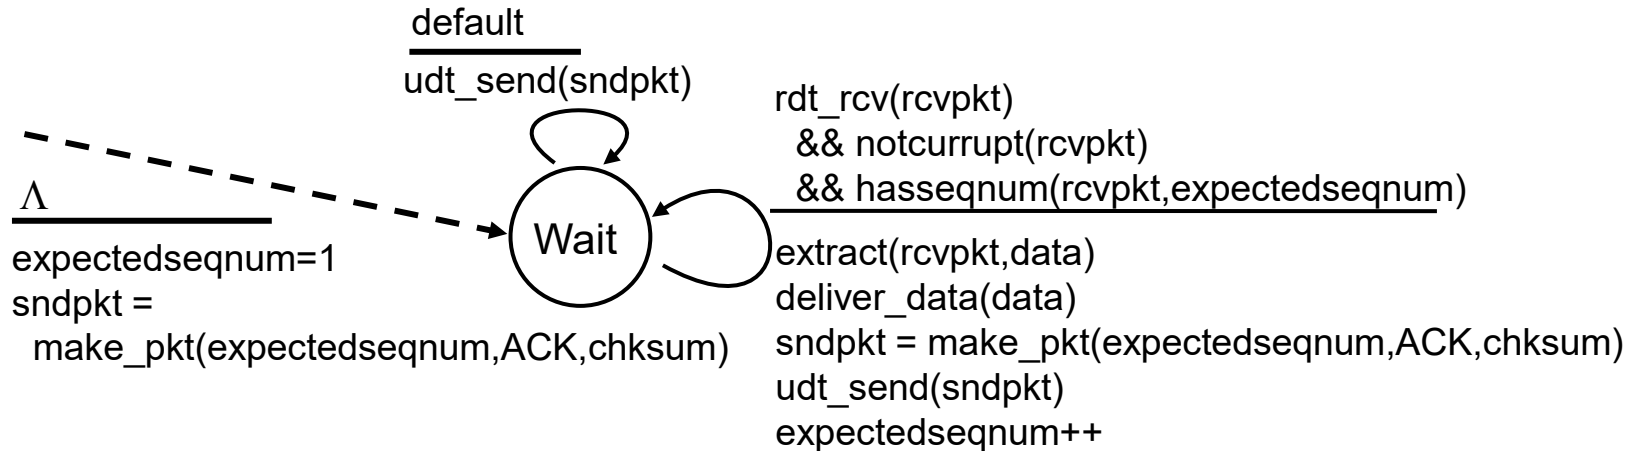 default
udt_send(sndpkt)
rdt_rcv(rcvpkt)
&& notcurrupt(rcvpkt)
&& hasseqnum(rcvpkt,expectedseqnum)
Λ
Wait
expectedseqnum=1
sndpkt =
make_pkt(expectedseqnum,ACK,chksum)
extract(rcvpkt,data)
deliver_data(data)
sndpkt = make_pkt(expectedseqnum,ACK,chksum)
udt_send(sndpkt)
expectedseqnum++